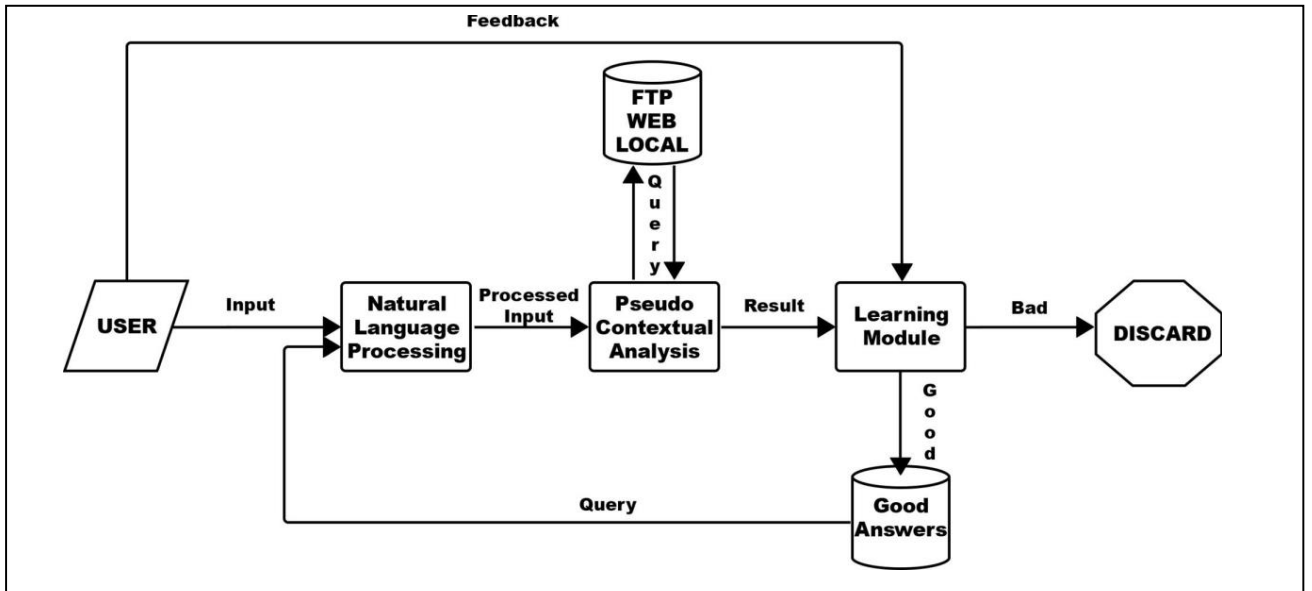 Feedback
FTP
WEB
LOCAL
Query
USER
Input
Natural
Language
Processing
Processed
Input
Pseudo
Contextual
Analysis
Result
Learning
Module
Bad
DISCARD
Good
Query
Good
Answers